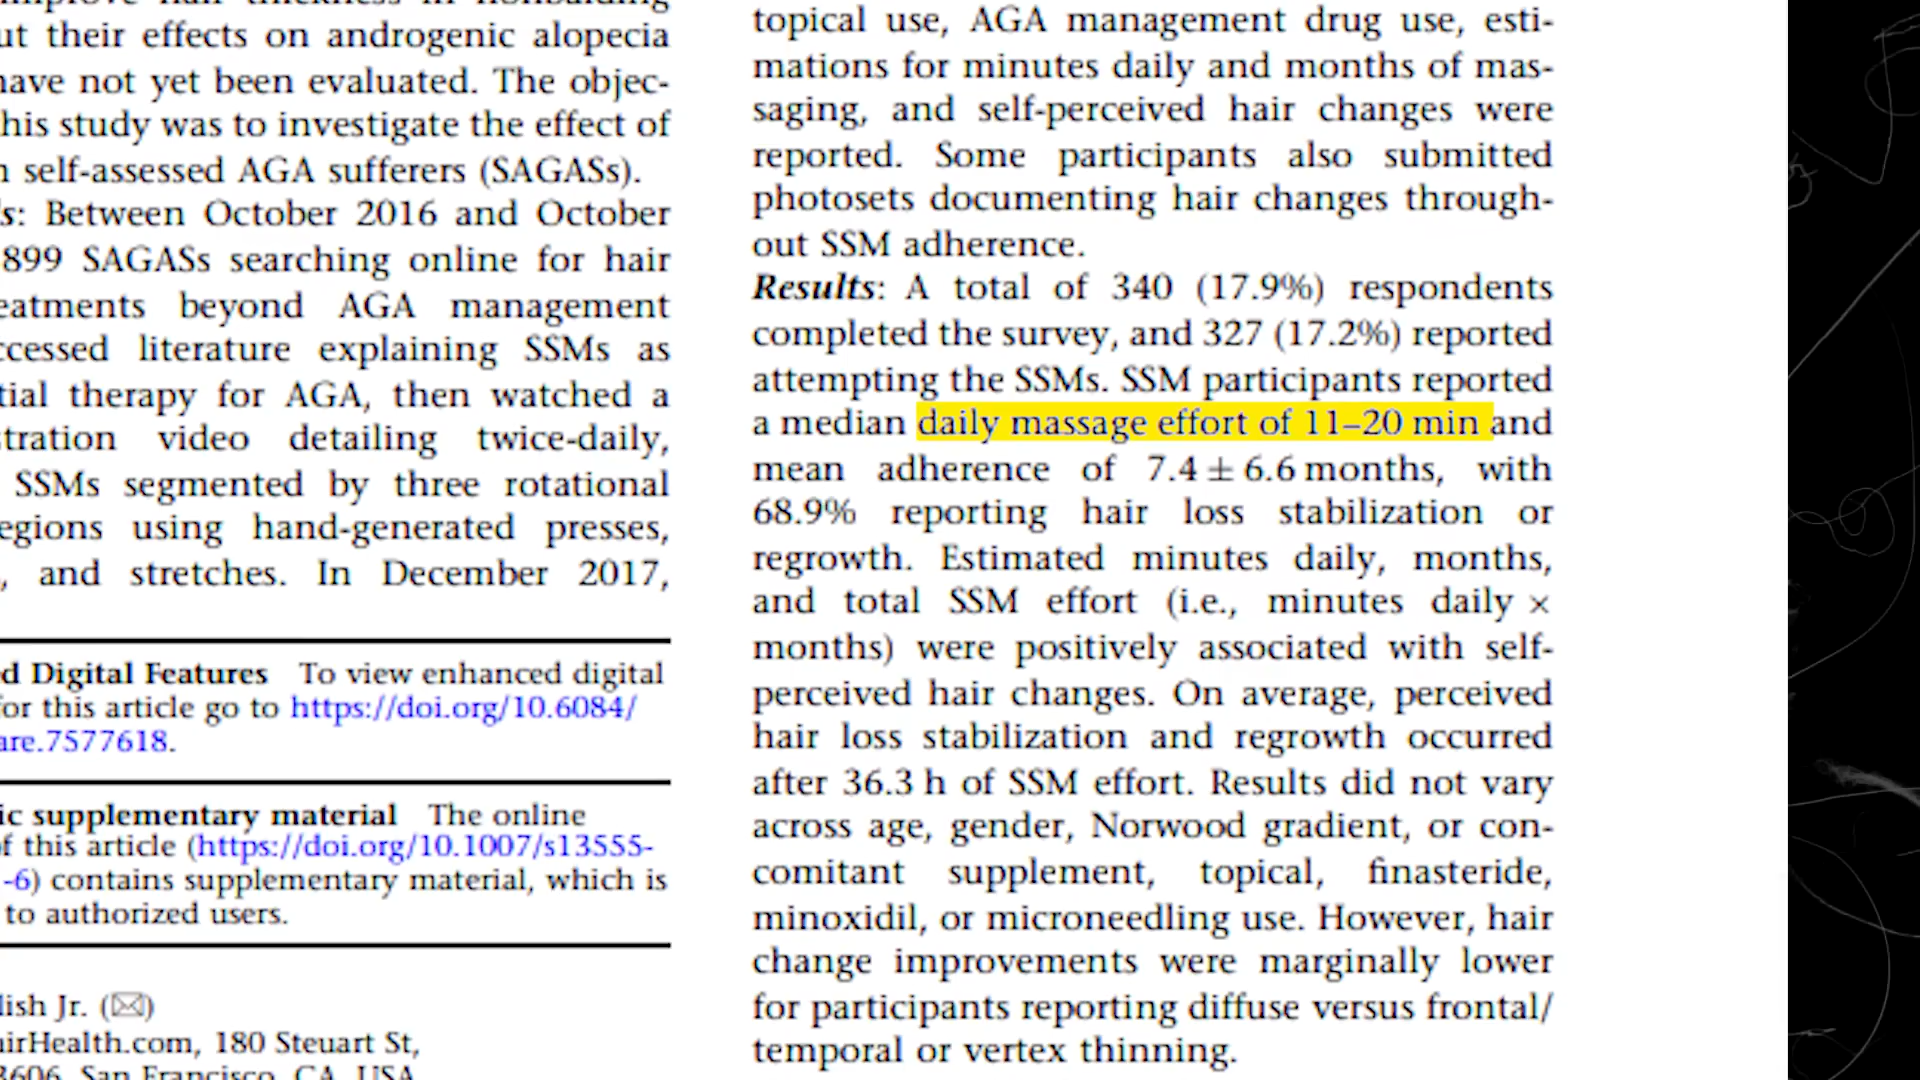 ut their effects on androgenic alopecia
have not yet been evaluated. The objec-
his study was to investigate the effect of
n self-assessed AGA sufferers (SAGASs).
s: Between October 2016 and October
899 SAGASs searching online for hair
eatments beyond AGA management
ccessed literature explaining SSMs as
tial therapy for AGA, then watched a
tration video detailing twice-daily,
SSMs segmented by three rotational
egions using hand-generated presses,
, and stretches. In December 2017,
d Digital Features To view enhanced digital
for this article go to https://doi.org/10.6084/
are.7577618.
ic supplementary material The online
of this article (https://doi.org/10.1007/s13555-
-6) contains supplementary material, which is
to authorized users.
lish Jr. (✉)
airHealth.com, 180 Steuart St,
3606, San Francisco, CA, USA
topical use, AGA management drug use, esti-
mations for minutes daily and months of mas-
saging, and self-perceived hair changes were
reported. Some participants also submitted
photosets documenting hair changes through-
out SSM adherence.
Results: A total of 340 (17.9%) respondents
completed the survey, and 327 (17.2%) reported
attempting the SSMs. SSM participants reported
a median daily massage effort of 11–20 min and
mean adherence of 7.4 ± 6.6 months, with
68.9% reporting hair loss stabilization or
regrowth. Estimated minutes daily, months,
and total SSM effort (i.e., minutes daily ×
months) were positively associated with self-
perceived hair changes. On average, perceived
hair loss stabilization and regrowth occurred
after 36.3 h of SSM effort. Results did not vary
across age, gender, Norwood gradient, or con-
comitant supplement, topical, finasteride,
minoxidil, or microneedling use. However, hair
change improvements were marginally lower
for participants reporting diffuse versus frontal/
temporal or vertex thinning.